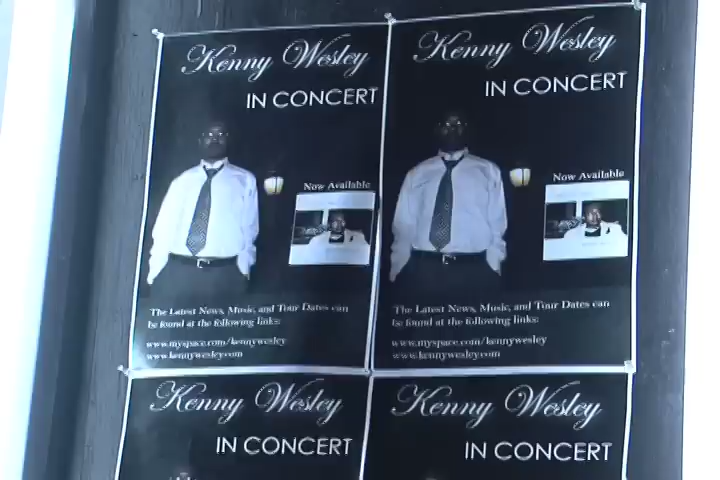 Kenny Wesley
IN CONCERT
Now Available
The Latest News, Music, and Tour Dates can
be found at the following links:
www.myspace.com/kennywesley
www.kennywesley.com
Kenny Wesley
IN CONCERT
Now Available
The Latest News, Music, and Tour Dates can
be found at the following links:
www.myspace.com/kennywesley
www.kennywesley.com
Kenny Wesley
IN CONCERT
Kenny Wesley
IN CONCERT